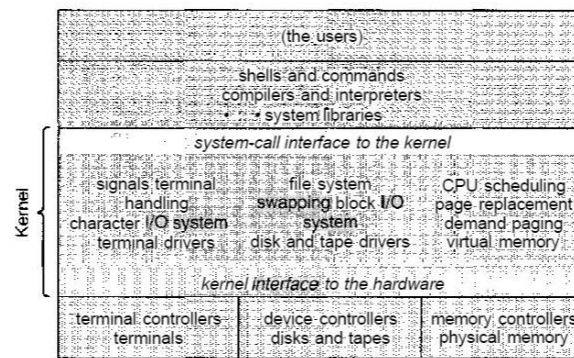 (the users)
shells and commands
compilers and interpreters
system libraries
system-call interface to the kernel
Kernel
signals terminal
handling
character I/O system
terminal drivers
file system
swapping block I/O
system
disk and tape drivers
CPU scheduling
page replacement
demand paging
virtual memory
kernel interface to the hardware
terminal controllers
terminals
device controllers
disks and tapes
memory controllers
physical memory